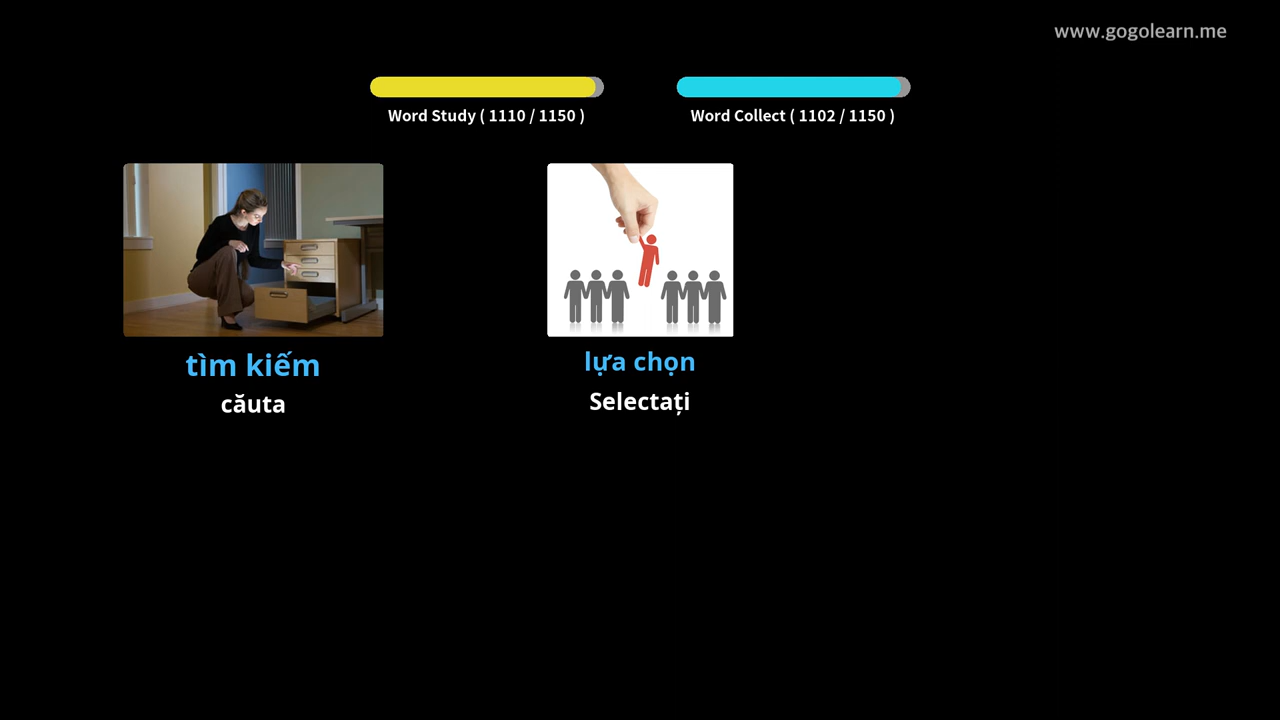 www.gogolearn.me
Word Study ( 1110 / 1150 )
Word Collect ( 1102 / 1150 )
tìm kiếm
căuta
lựa chọn
Selectați